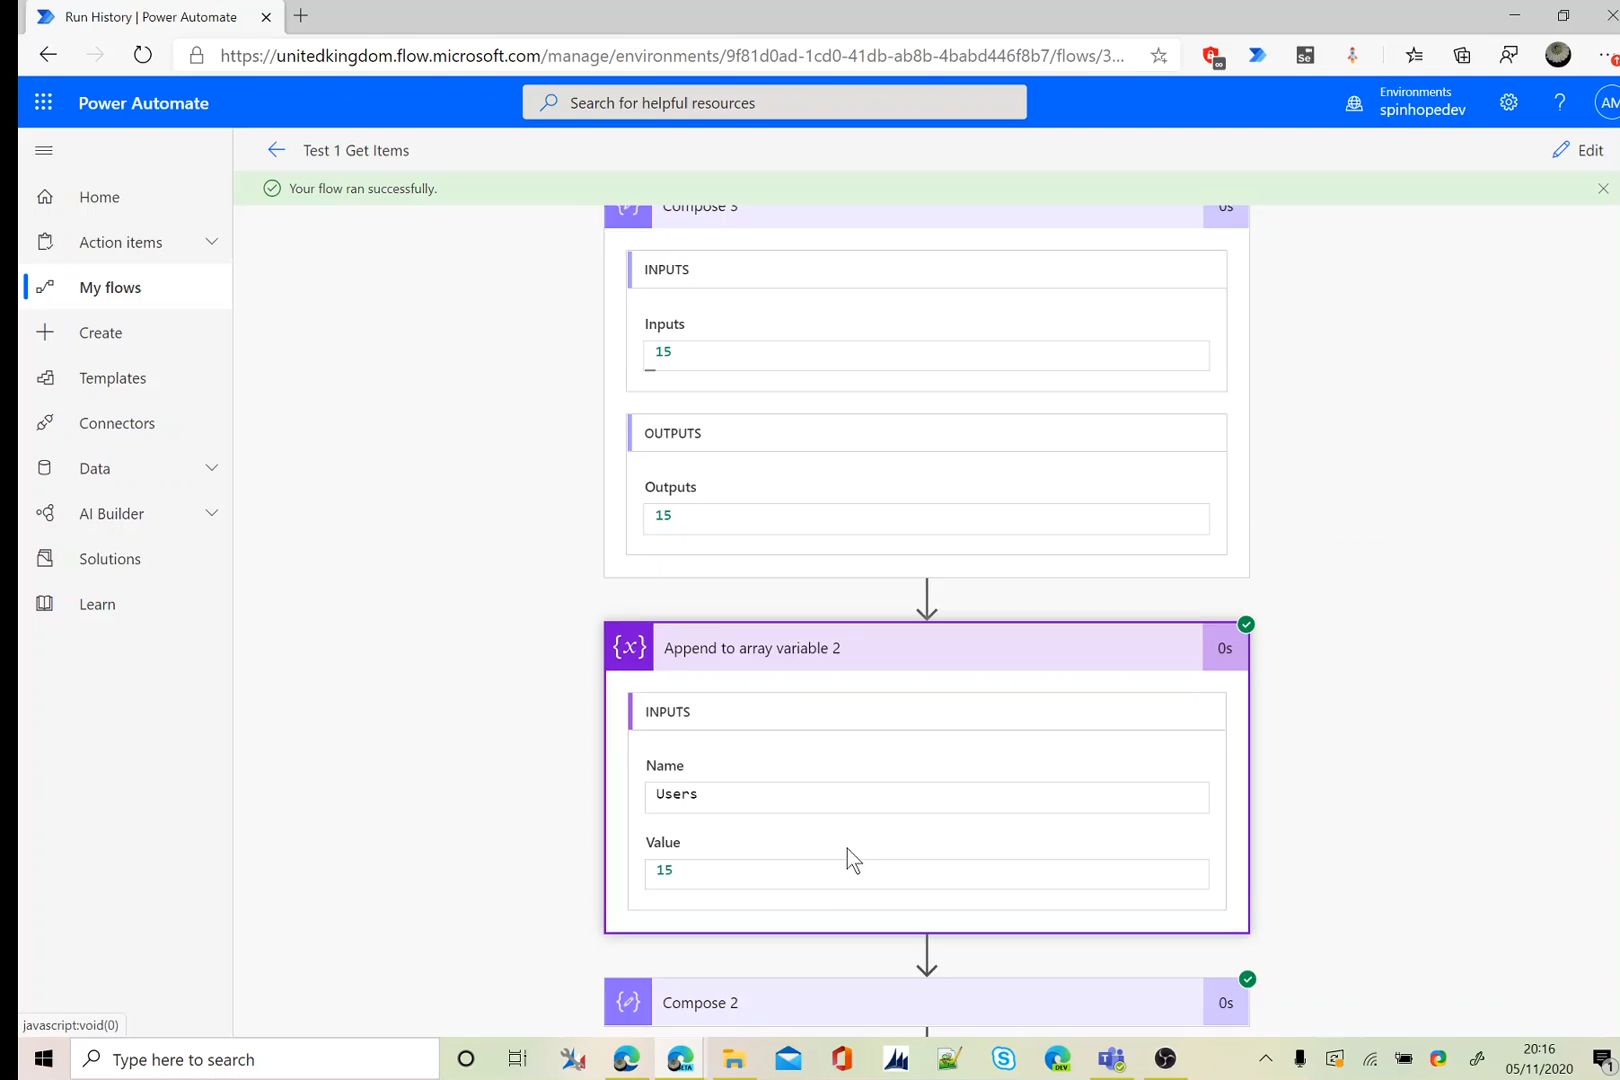 Run History | Power Automate
https://unitedkingdom.flow.microsoft.com/manage/environments/9f81d0ad-1cd0-41db-ab8b-4babd446f8b7/flows/3...
Power Automate
Search for helpful resources
Environments
spinhopedev
?
AM
Test 1 Get Items
Edit
Your flow ran successfully.
Home
Action items
My flows
Create
Templates
Connectors
Data
AI Builder
Solutions
Learn
Compose 3
0s
INPUTS
Inputs
15
OUTPUTS
Outputs
15
{x}
Append to array variable 2
0s
INPUTS
Name
Users
Value
15
Compose 2
0s
javascript:void(0)
Type here to search
BETA
DEV
20:16
05/11/2020
1